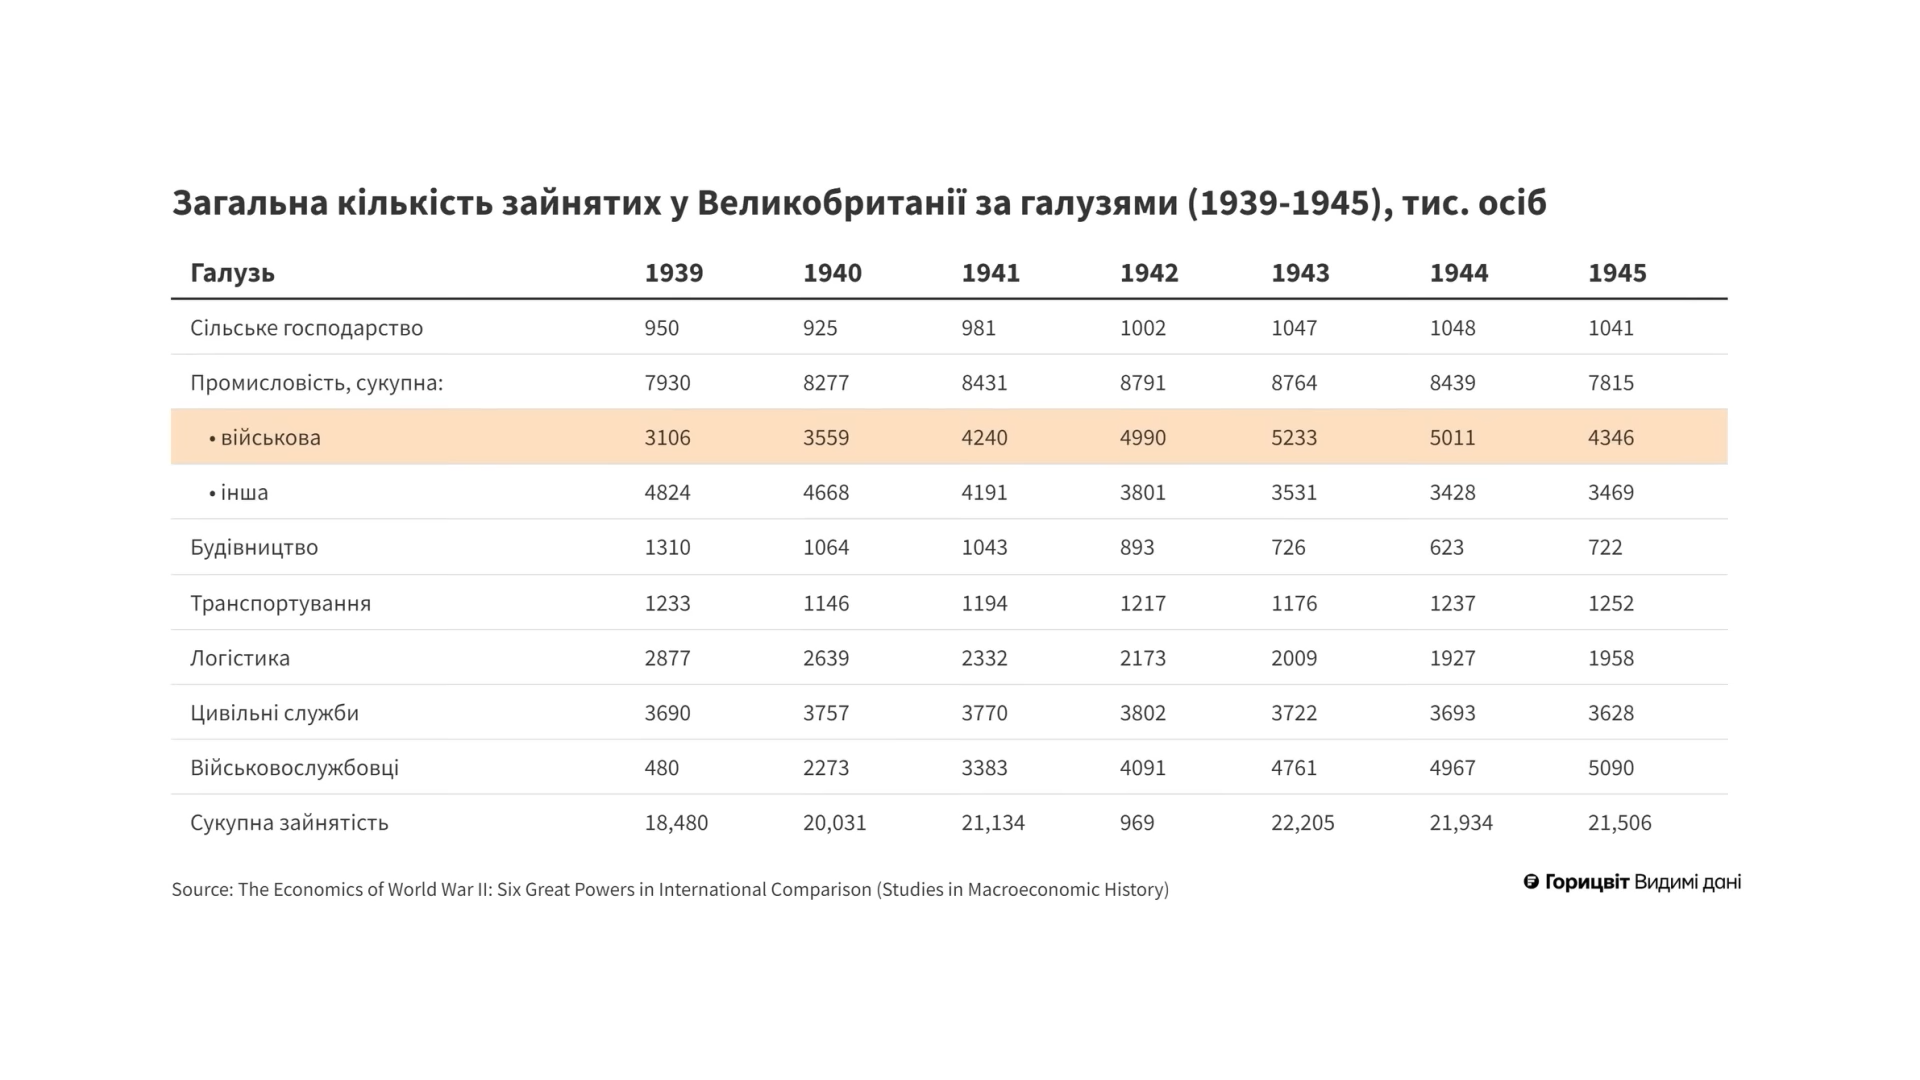 Загальна кількість зайнятих у Великобританії за галузями (1939-1945), тис. осіб
Галузь 1939 1940 1941 1942 1943 1944 1945
Сільське господарство 950 925 981 1002 1047 1048 1041
Промисловість, сукупна: 7930 8277 8431 8791 8764 8439 7815
• військова 3106 3559 4240 4990 5233 5011 4346
• інша 4824 4668 4191 3801 3531 3428 3469
Будівництво 1310 1064 1043 893 726 623 722
Транспортування 1233 1146 1194 1217 1176 1237 1252
Логістика 2877 2639 2332 2173 2009 1927 1958
Цивільні служби 3690 3757 3770 3802 3722 3693 3628
Військовослужбовці 480 2273 3383 4091 4761 4967 5090
Сукупна зайнятість 18,480 20,031 21,134 969 22,205 21,934 21,506
Source: The Economics of World War II: Six Great Powers in International Comparison (Studies in Macroeconomic History)
Горицвіт Видимі дані